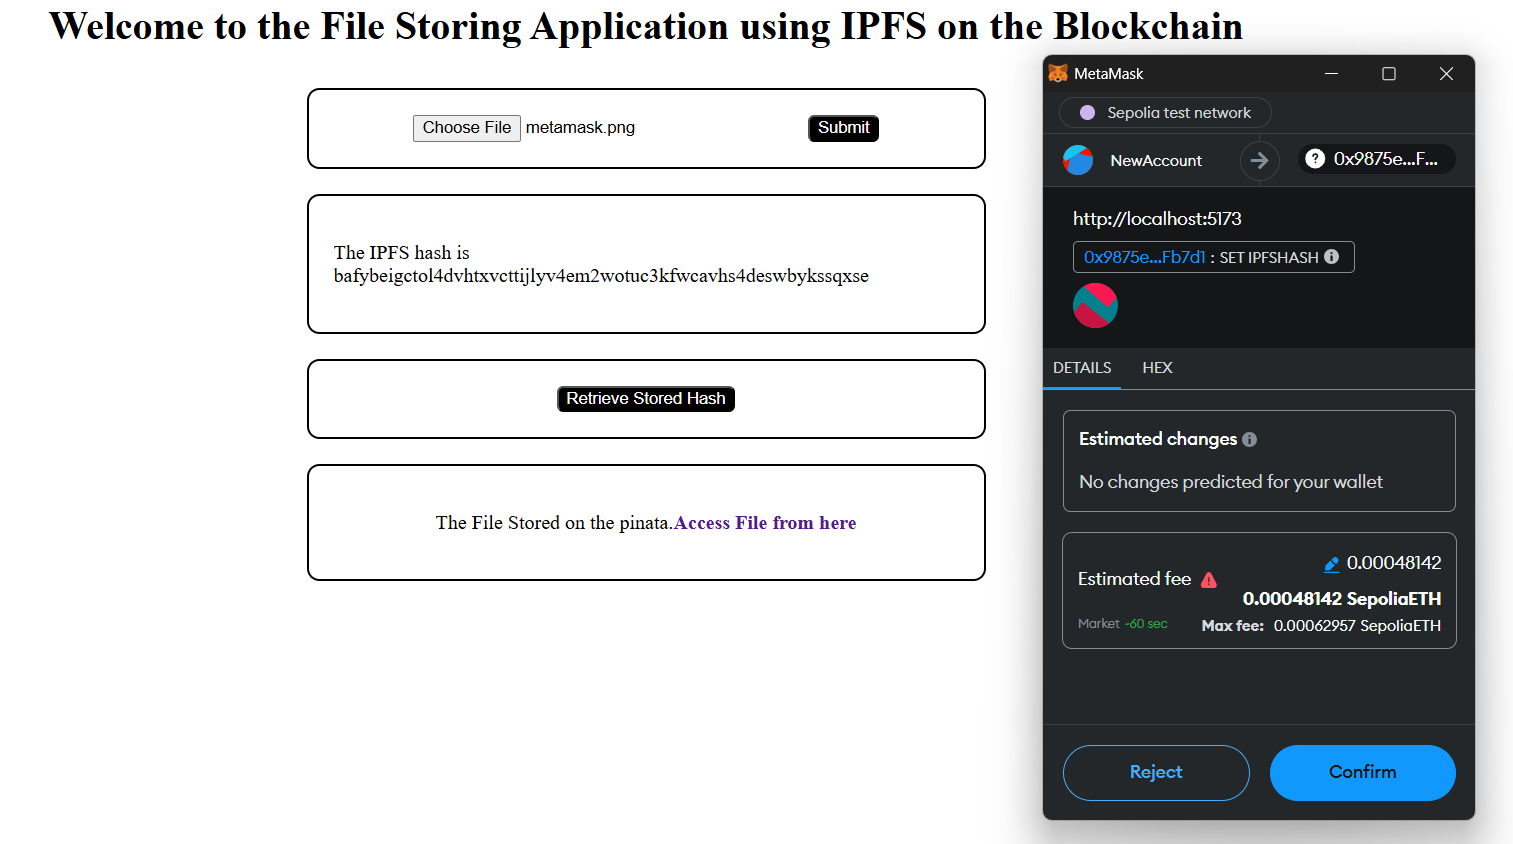 Welcome to the File Storing Application using IPFS on the Blockchain
Choose File metamask.png
Submit
The IPFS hash is
bafybeigctol4dvhtxvcttijlyv4em2wotuc3kfwcavhs4deswbykssqxse
Retrieve Stored Hash
The File Stored on the pinata.Access File from here
MetaMask
Sepolia test network
NewAccount
0x9875e...F...
http://localhost:5173
0x9875e...Fb7d1 : SET IPFSHASH
DETAILS HEX
Estimated changes
No changes predicted for your wallet
0.00048142
Estimated fee
0.00048142 SepoliaETH
Market ~60 sec
Max fee: 0.00062957 SepoliaETH
Reject
Confirm